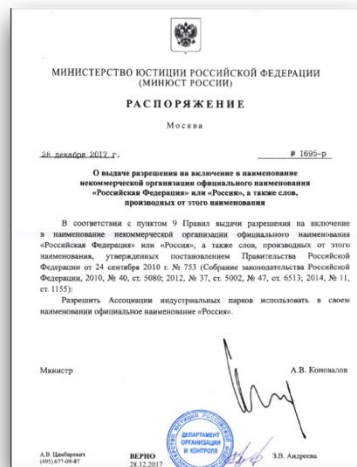 МИНИСТЕРСТВО ЮСТИЦИИ РОССИЙСКОЙ ФЕДЕРАЦИИ
(МИНЮСТ РОССИИ)
РАСПОРЯЖЕНИЕ
Москва
28 декабря 2017 г. # 1695-р
О выдаче разрешения на включение в наименование
некоммерческой организации официального наименования
«Российская Федерация» или «Россия», а также слов,
производных от этого наименования
В соответствии с пунктом 9 Правил выдачи разрешения на включение
в наименование некоммерческой организации официального наименования
«Российская Федерация» или «Россия», а также слов, производных от этого
наименования, утвержденных постановлением Правительства Российской
Федерации от 24 сентября 2010 г. № 753 (Собрание законодательства Российской
Федерации, 2010, № 40, ст. 5080; 2012, № 37, ст. 5002, № 47, ст. 6513; 2014, № 11,
ст. 1155):
Разрешить Ассоциации индустриальных парков использовать в своем
наименовании официальное наименование «Россия».
Министр А.В. Коновалов
ДЕПАРТАМЕНТ
ОРГАНИЗАЦИИ
И КОНТРОЛЯ
А.В. Цамбаревич
(495) 677-09-87
ВЕРНО
28.12.2017
З.В. Андреева